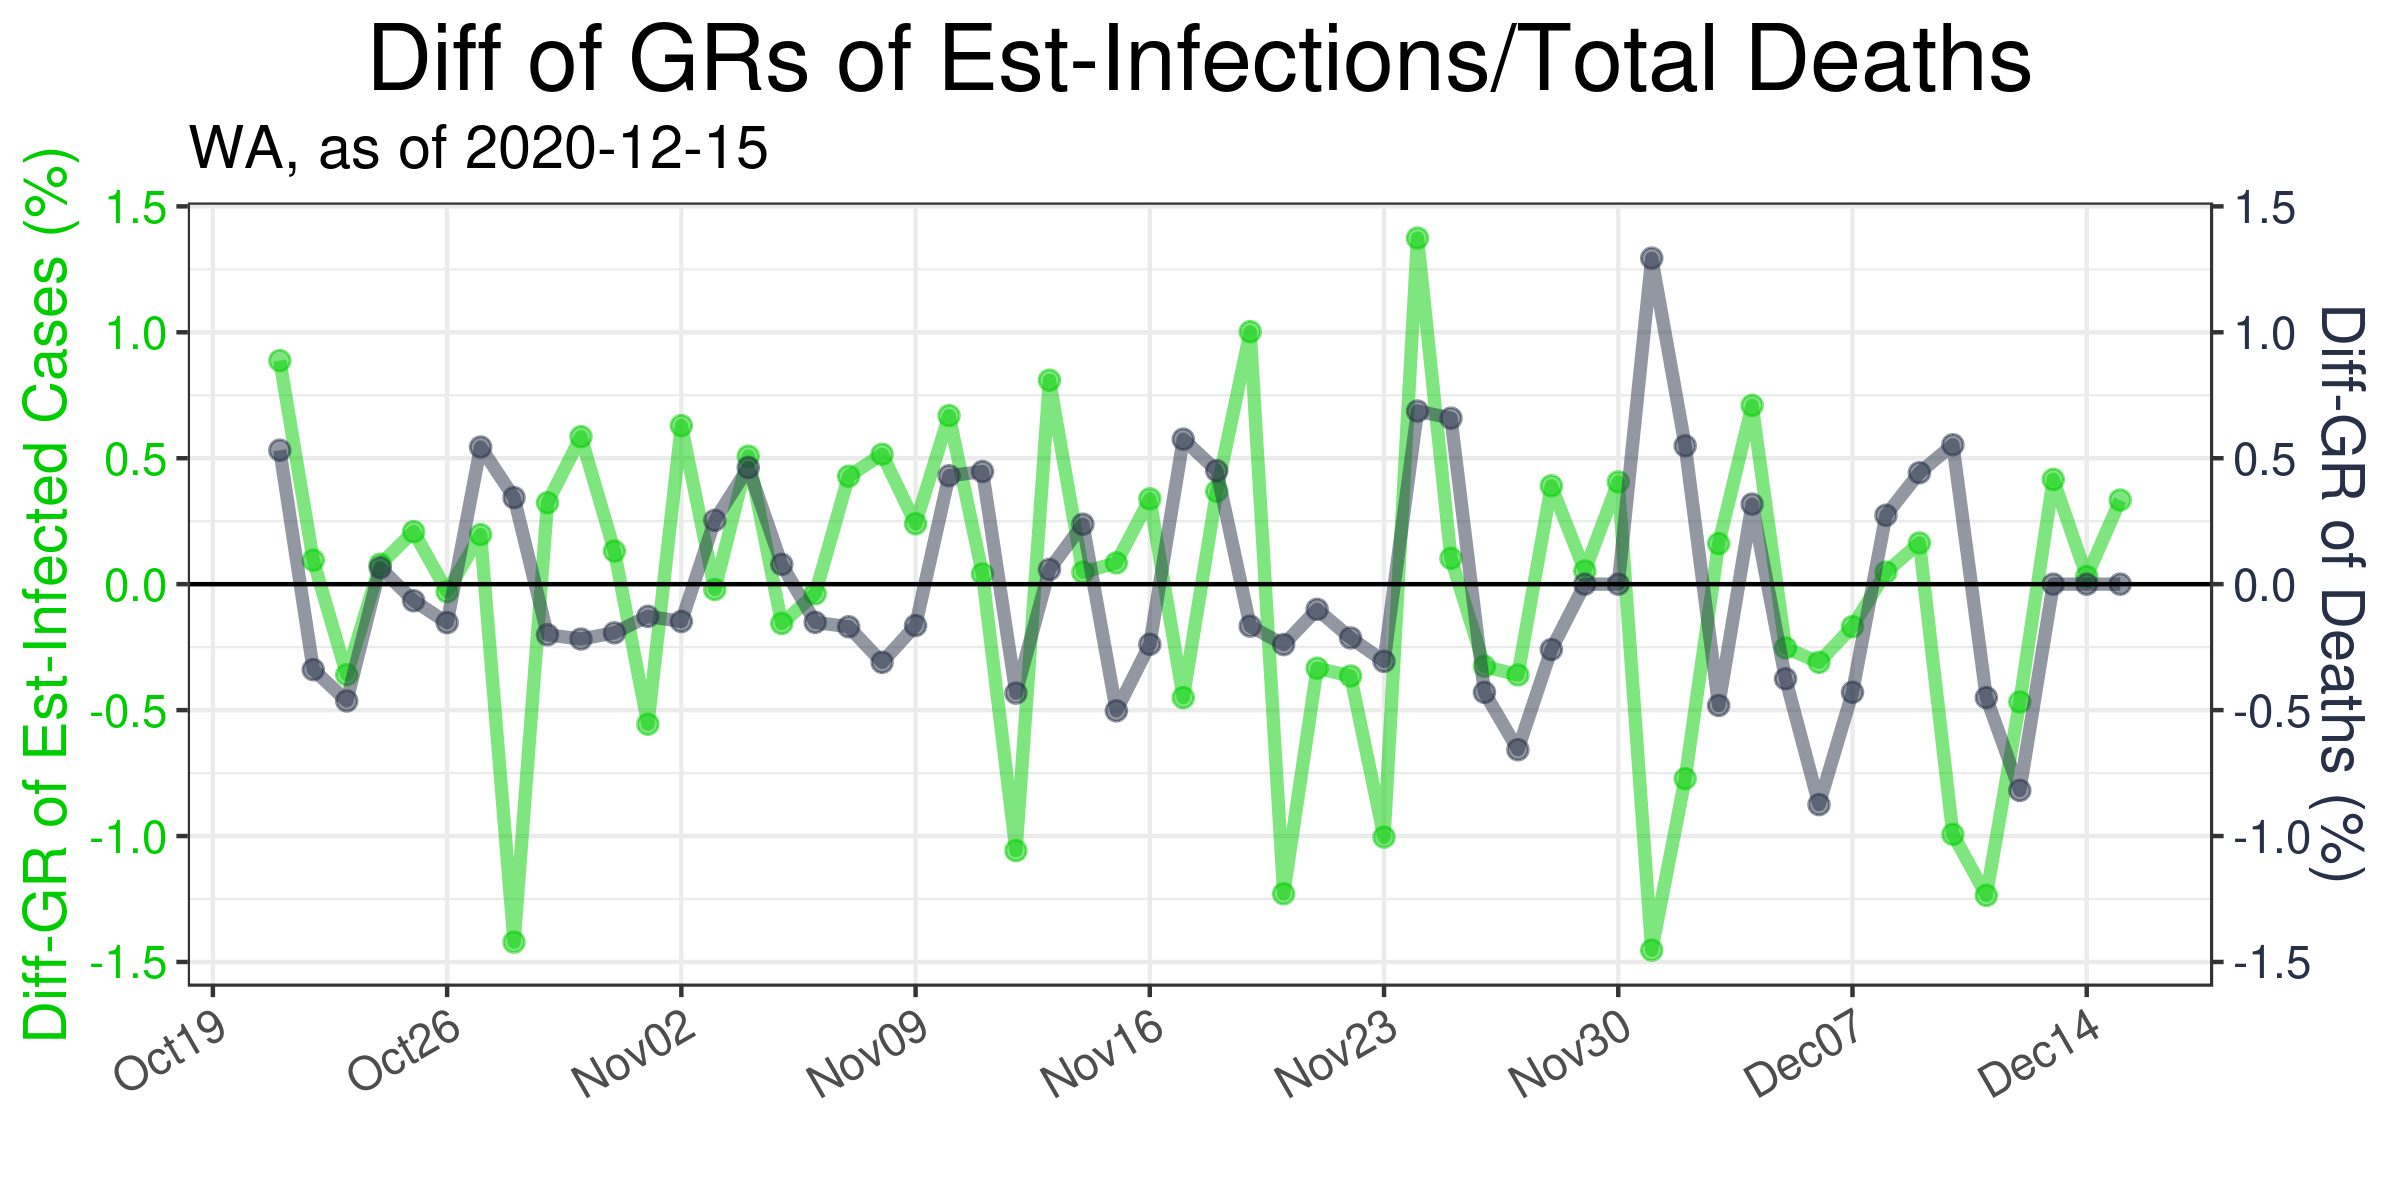 Diff of GRs of Est-Infections/Total Deaths
WA, as of 2020-12-15
Diff-GR of Est-Infected Cases (%)
1.5
1.0
0.5
0.0
-0.5
-1.0
-1.5
1.5
1.0
0.5
0.0
-0.5
-1.0
-1.5
Diff-GR of Deaths (%)
Oct19
Oct26
Nov02
Nov09
Nov16
Nov23
Nov30
Dec07
Dec14